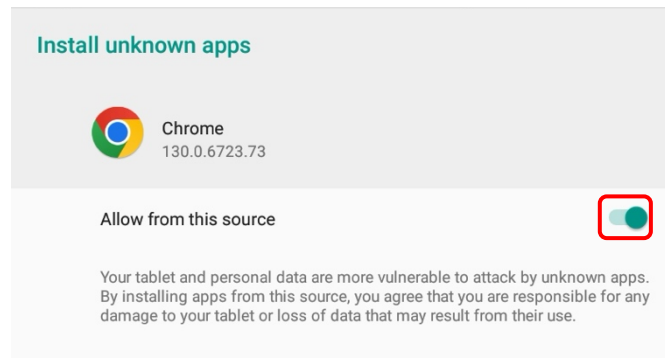 Install unknown apps
Chrome
130.0.6723.73
Allow from this source
Your tablet and personal data are more vulnerable to attack by unknown apps.
By installing apps from this source, you agree that you are responsible for any
damage to your tablet or loss of data that may result from their use.